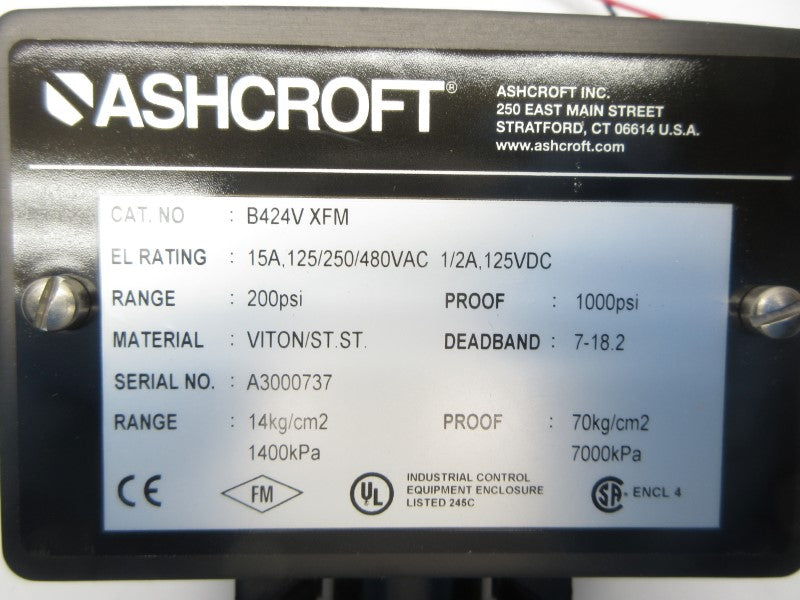 ASHCROFT®
ASHCROFT INC.
250 EAST MAIN STREET
STRATFORD, CT 06614 U.S.A.
www.ashcroft.com
CAT. NO : B424V XFM
EL RATING : 15A,125/250/480VAC 1/2A,125VDC
RANGE : 200psi PROOF : 1000psi
MATERIAL : VITON/ST.ST. DEADBAND : 7-18.2
SERIAL NO. : A3000737
RANGE : 14kg/cm2 PROOF : 70kg/cm2
1400kPa 7000kPa
CE FM UL INDUSTRIAL CONTROL
EQUIPMENT ENCLOSURE
LISTED 245C
SA ® ENCL 4